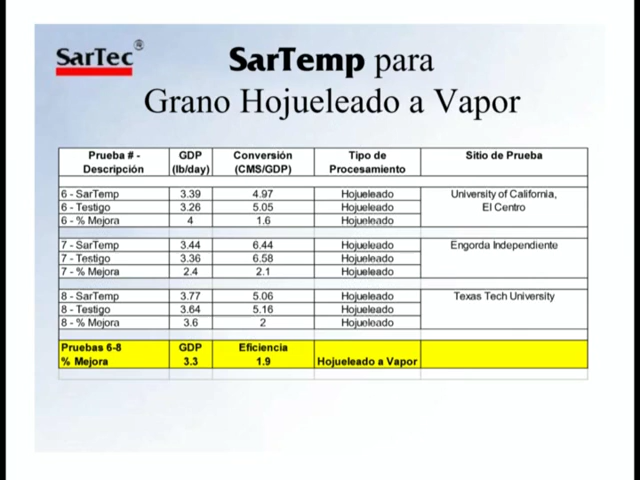 SarTec®
SarTemp para
Grano Hojueleado a Vapor
Prueba # - Descripción GDP (lb/day) Conversión (CMS/GDP) Tipo de Procesamiento Sitio de Prueba
6 - SarTemp 3.39 4.97 Hojueleado University of California,
6 - Testigo 3.26 5.05 Hojueleado El Centro
6 - % Mejora 4 1.6 Hojueleado
7 - SarTemp 3.44 6.44 Hojueleado Engorda Independiente
7 - Testigo 3.36 6.58 Hojueleado
7 - % Mejora 2.4 2.1 Hojueleado
8 - SarTemp 3.77 5.06 Hojueleado Texas Tech University
8 - Testigo 3.64 5.16 Hojueleado
8 - % Mejora 3.6 2 Hojueleado
Pruebas 6-8 GDP Eficiencia
% Mejora 3.3 1.9 Hojueleado a Vapor